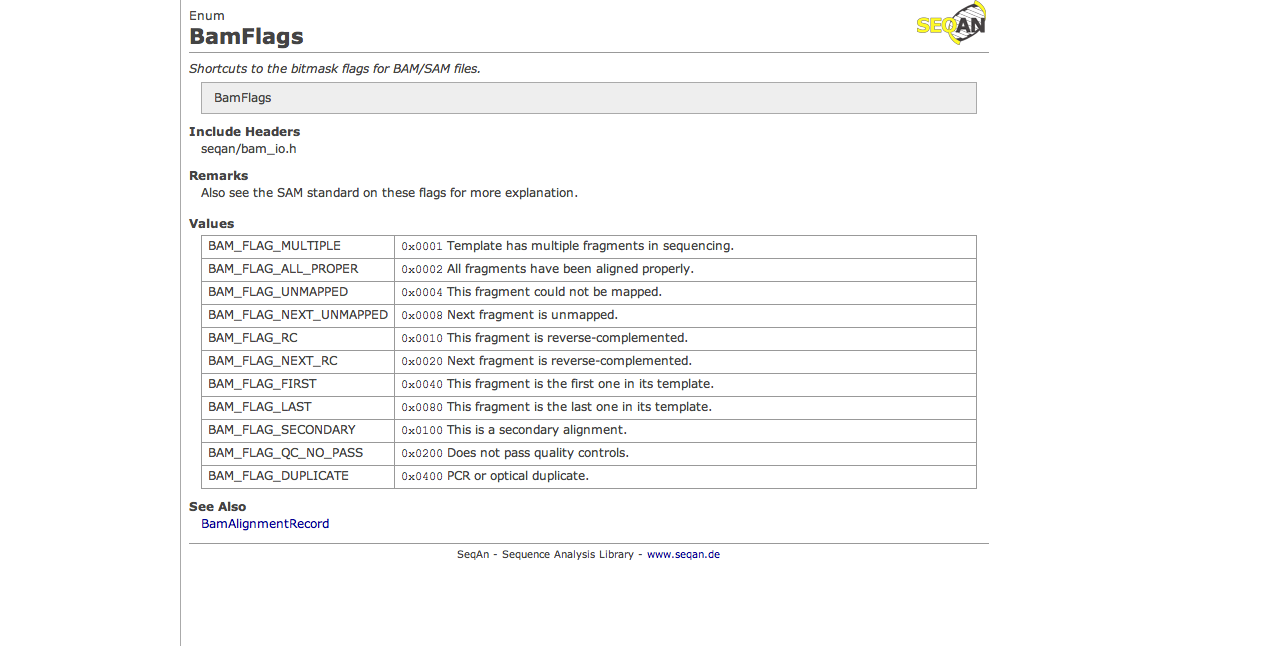 Enum
BamFlags
SEQAN
Shortcuts to the bitmask flags for BAM/SAM files.
BamFlags
Include Headers
seqan/bam_io.h
Remarks
Also see the SAM standard on these flags for more explanation.
Values
BAM_FLAG_MULTIPLE 0x0001 Template has multiple fragments in sequencing.
BAM_FLAG_ALL_PROPER 0x0002 All fragments have been aligned properly.
BAM_FLAG_UNMAPPED 0x0004 This fragment could not be mapped.
BAM_FLAG_NEXT_UNMAPPED 0x0008 Next fragment is unmapped.
BAM_FLAG_RC 0x0010 This fragment is reverse-complemented.
BAM_FLAG_NEXT_RC 0x0020 Next fragment is reverse-complemented.
BAM_FLAG_FIRST 0x0040 This fragment is the first one in its template.
BAM_FLAG_LAST 0x0080 This fragment is the last one in its template.
BAM_FLAG_SECONDARY 0x0100 This is a secondary alignment.
BAM_FLAG_QC_NO_PASS 0x0200 Does not pass quality controls.
BAM_FLAG_DUPLICATE 0x0400 PCR or optical duplicate.
See Also
BamAlignmentRecord
SeqAn - Sequence Analysis Library - www.seqan.de